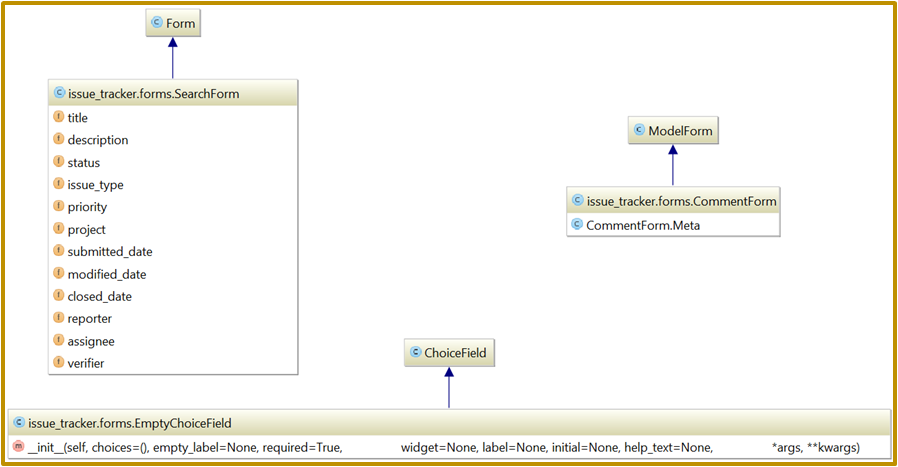 Form
issue_tracker.forms.SearchForm
title
description
status
issue_type
priority
project
submitted_date
modified_date
closed_date
reporter
assignee
verifier
ModelForm
issue_tracker.forms.CommentForm
CommentForm.Meta
ChoiceField
issue_tracker.forms.EmptyChoiceField
__init__(self, choices=(), empty_label=None, required=True, widget=None, label=None, initial=None, help_text=None, *args, **kwargs)